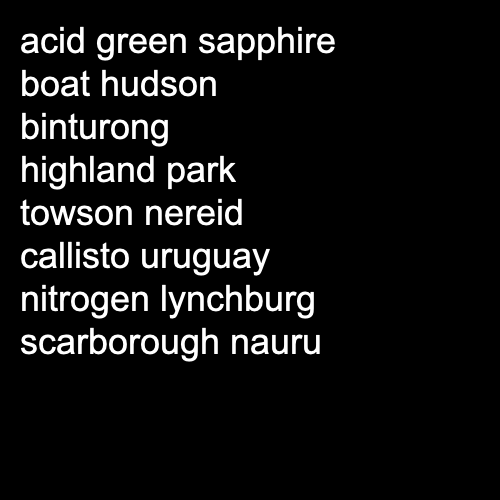 acid green sapphire
boat hudson
binturong
highland park
towson nereid
callisto uruguay
nitrogen lynchburg
scarborough nauru